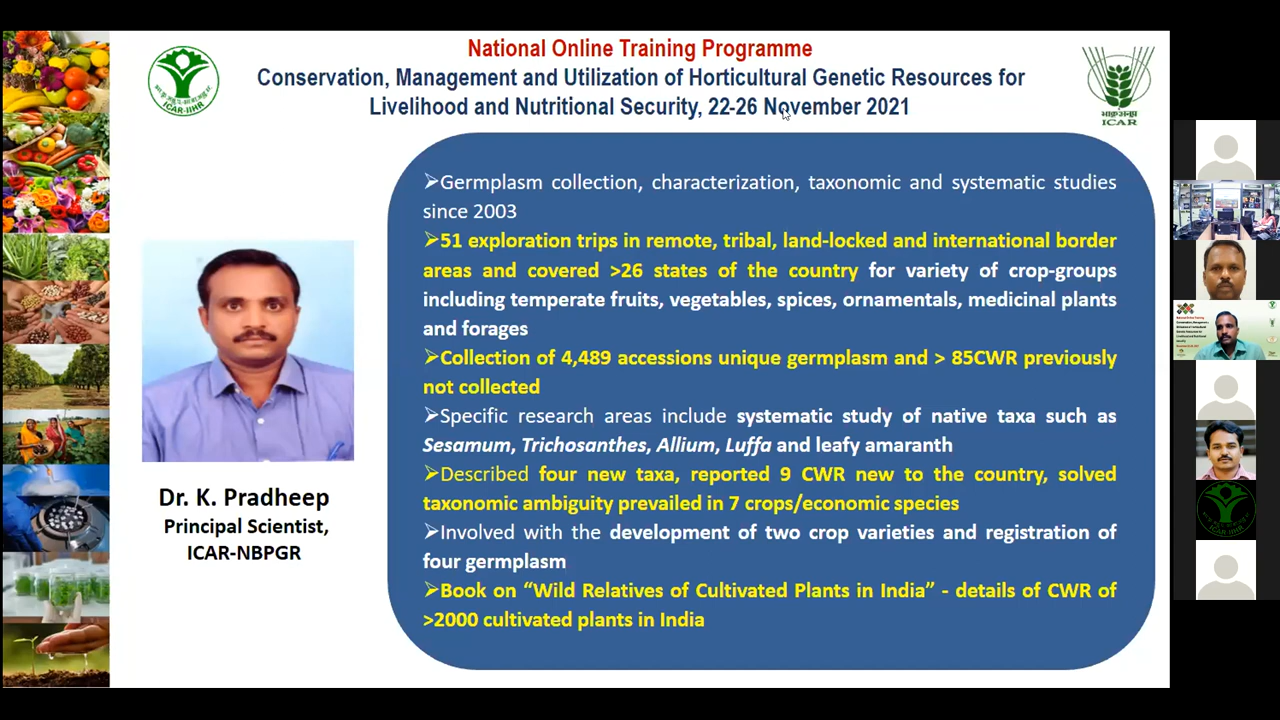 National Online Training Programme
Conservation, Management and Utilization of Horticultural Genetic Resources for
Livelihood and Nutritional Security, 22-26 November 2021
ICAR-IIHR
भाकृअनुप
ICAR
➢Germplasm collection, characterization, taxonomic and systematic studies
since 2003
➢51 exploration trips in remote, tribal, land-locked and international border
areas and covered >26 states of the country for variety of crop-groups
including temperate fruits, vegetables, spices, ornamentals, medicinal plants
and forages
➢Collection of 4,489 accessions unique germplasm and > 85CWR previously
not collected
➢Specific research areas include systematic study of native taxa such as
Sesamum, Trichosanthes, Allium, Luffa and leafy amaranth
➢Described four new taxa, reported 9 CWR new to the country, solved
taxonomic ambiguity prevailed in 7 crops/economic species
➢Involved with the development of two crop varieties and registration of
four germplasm
➢Book on “Wild Relatives of Cultivated Plants in India” - details of CWR of
>2000 cultivated plants in India
Dr. K. Pradheep
Principal Scientist,
ICAR-NBPGR